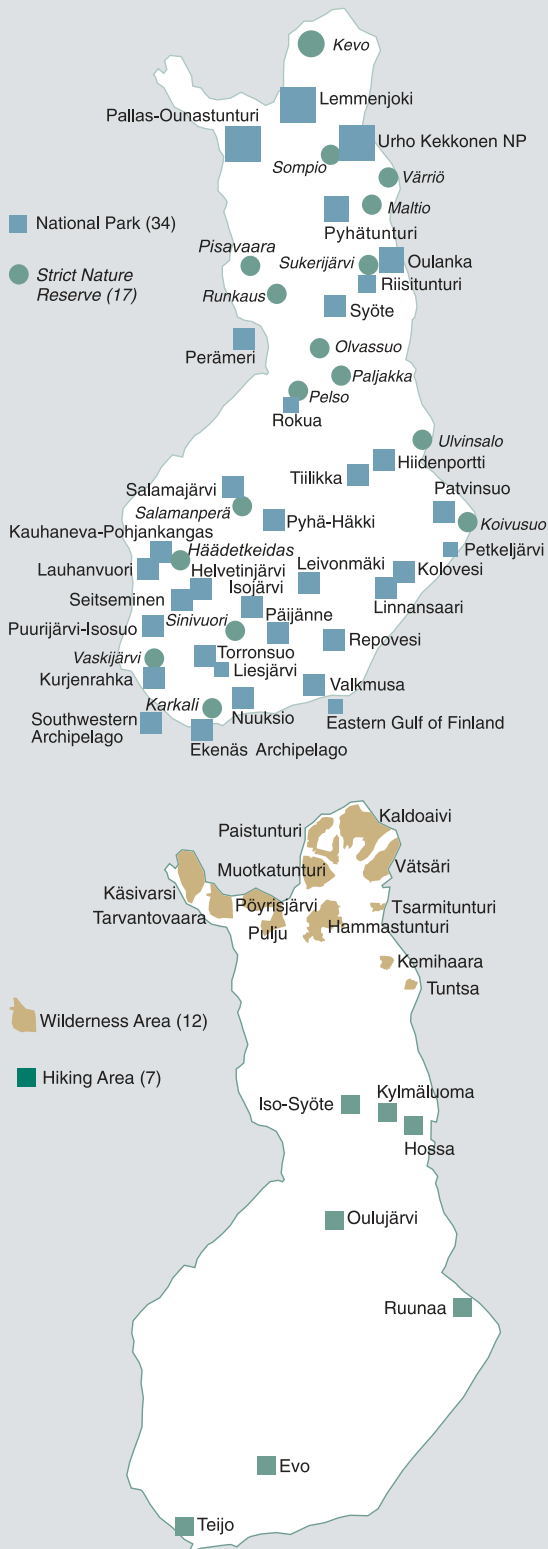 Kevo
Lemmenjoki
Pallas-Ounastunturi
Urho Kekkonen NP
Sompio
Värriö
Maltio
National Park (34)
Pyhätunturi
Pisavaara
Sukerijärvi
Oulanka
Strict Nature
Reserve (17)
Riisitunturi
Runkaus
Syöte
Olvassuo
Perämeri
Paljakka
Pelso
Rokua
Ulvinsalo
Hiidenportti
Tiilikka
Patvinsuo
Salamajärvi
Salamanperä
Pyhä-Häkki
Koivusuo
Kauhaneva-Pohjankangas
Häädetkeidas
Petkeljärvi
Lauhanvuori
Helvetinjärvi
Leivonmäki
Kolovesi
Isojärvi
Seitseminen
Linnansaari
Sinivuori
Päijänne
Puurijärvi-Isosuo
Repovesi
Torronsuo
Vaskijärvi
Liesjärvi
Kurjenrahka
Valkmusa
Karkali
Nuuksio
Southwestern
Archipelago
Eastern Gulf of Finland
Ekenäs Archipelago
Kaldoaivi
Paistunturi
Muotkatunturi
Vätsäri
Käsivarsi
Tarvantovaara
Pöyrisjärvi
Tsarmitunturi
Pulju
Hammastunturi
Kemihaara
Tuntsa
Wilderness Area (12)
Hiking Area (7)
Kylmäluoma
Iso-Syöte
Hossa
Oulujärvi
Ruunaa
Evo
Teijo